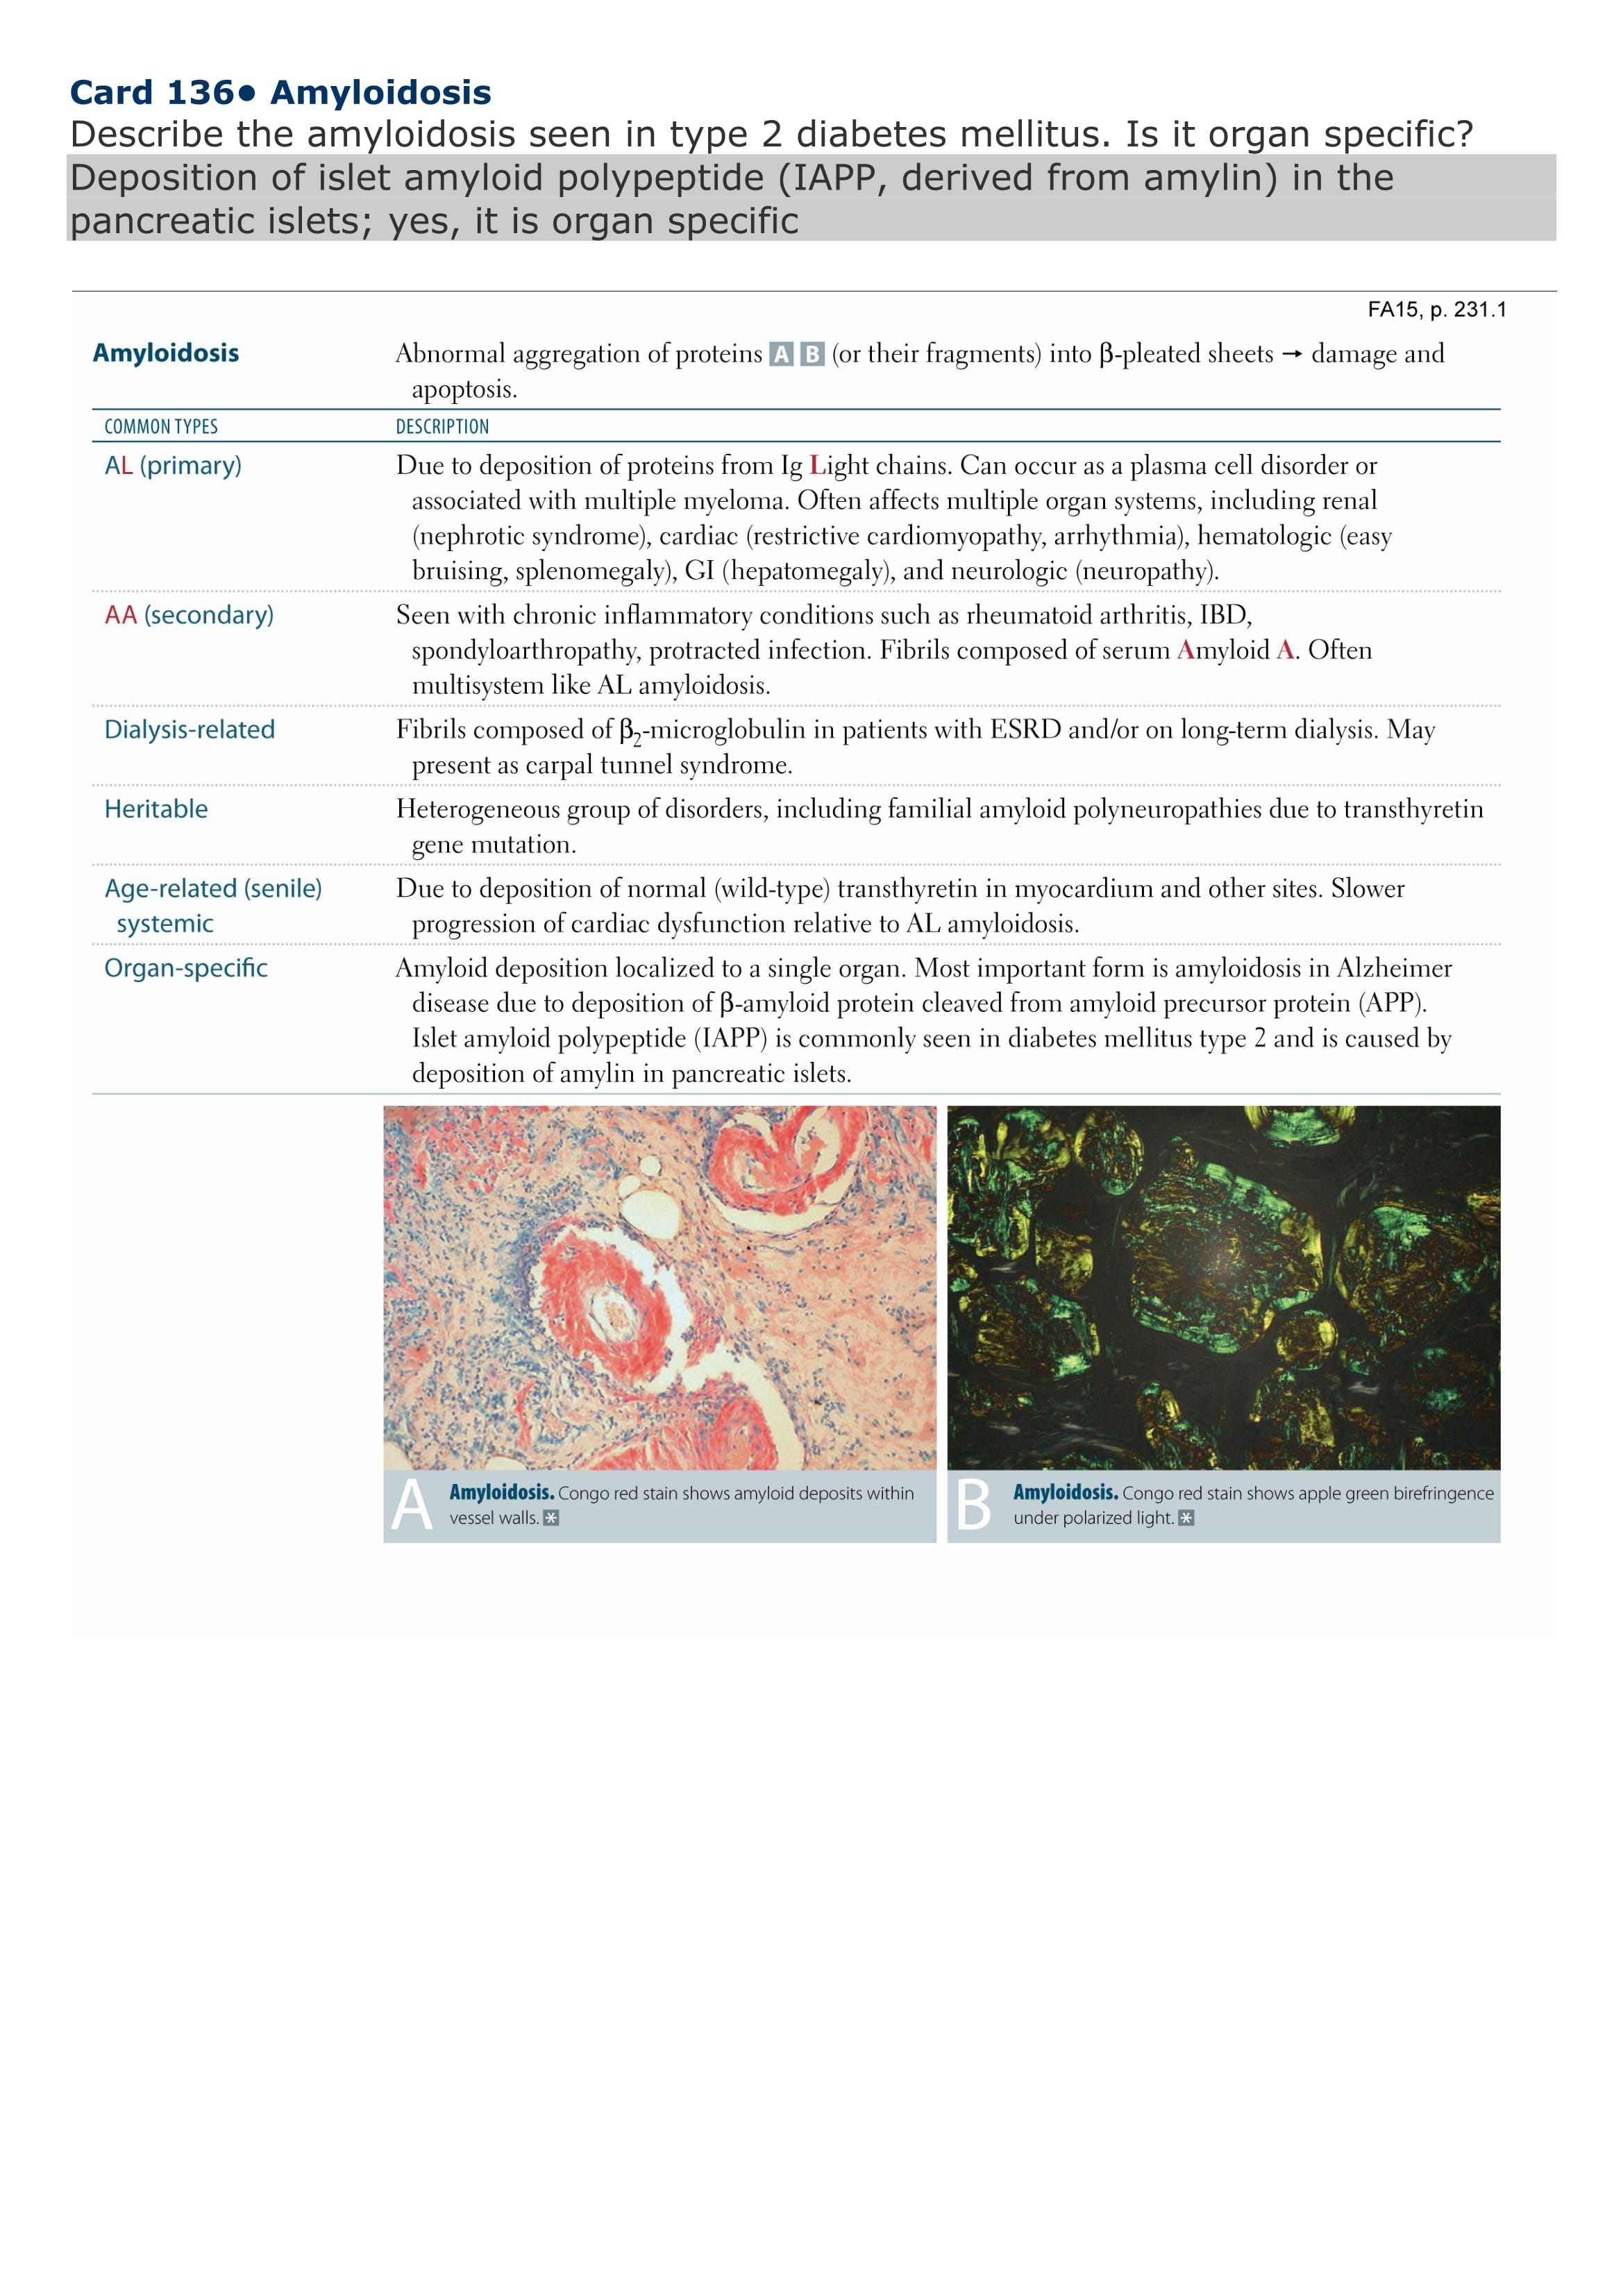 Card 136● Amyloidosis
Describe the amyloidosis seen in type 2 diabetes mellitus. Is it organ specific?
Deposition of islet amyloid polypeptide (IAPP, derived from amylin) in the
pancreatic islets; yes, it is organ specific
FA15, p. 231.1
Amyloidosis Abnormal aggregation of proteins A B (or their fragments) into β-pleated sheets → damage and
apoptosis.
COMMON TYPES DESCRIPTION
AL (primary) Due to deposition of proteins from Ig Light chains. Can occur as a plasma cell disorder or
associated with multiple myeloma. Often affects multiple organ systems, including renal
(nephrotic syndrome), cardiac (restrictive cardiomyopathy, arrhythmia), hematologic (easy
bruising, splenomegaly), GI (hepatomegaly), and neurologic (neuropathy).
AA (secondary) Seen with chronic inflammatory conditions such as rheumatoid arthritis, IBD,
spondyloarthropathy, protracted infection. Fibrils composed of serum Amyloid A. Often
multisystem like AL amyloidosis.
Dialysis-related Fibrils composed of β₂-microglobulin in patients with ESRD and/or on long-term dialysis. May
present as carpal tunnel syndrome.
Heritable Heterogeneous group of disorders, including familial amyloid polyneuropathies due to transthyretin
gene mutation.
Age-related (senile) Due to deposition of normal (wild-type) transthyretin in myocardium and other sites. Slower
systemic progression of cardiac dysfunction relative to AL amyloidosis.
Organ-specific Amyloid deposition localized to a single organ. Most important form is amyloidosis in Alzheimer
disease due to deposition of β-amyloid protein cleaved from amyloid precursor protein (APP).
Islet amyloid polypeptide (IAPP) is commonly seen in diabetes mellitus type 2 and is caused by
deposition of amylin in pancreatic islets.
A Amyloidosis. Congo red stain shows amyloid deposits within
vessel walls. *
B Amyloidosis. Congo red stain shows apple green birefringence
under polarized light. *